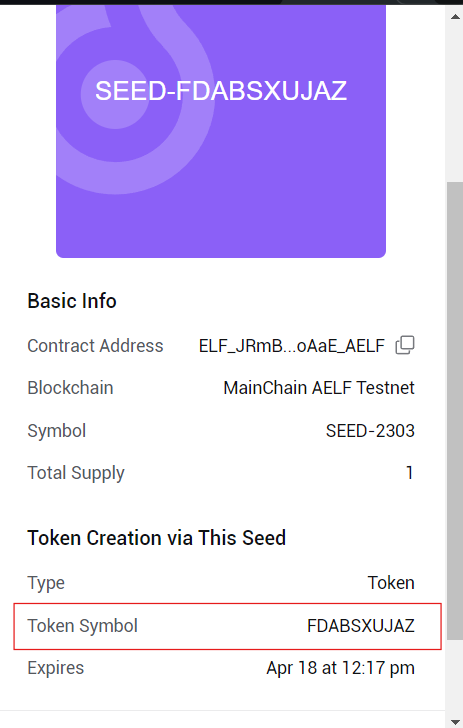 SEED-FDABSXUJAZ
Basic Info
Contract Address ELF_JRmB...oAaE_AELF
Blockchain MainChain AELF Testnet
Symbol SEED-2303
Total Supply 1
Token Creation via This Seed
Type Token
Token Symbol FDABSXUJAZ
Expires Apr 18 at 12:17 pm